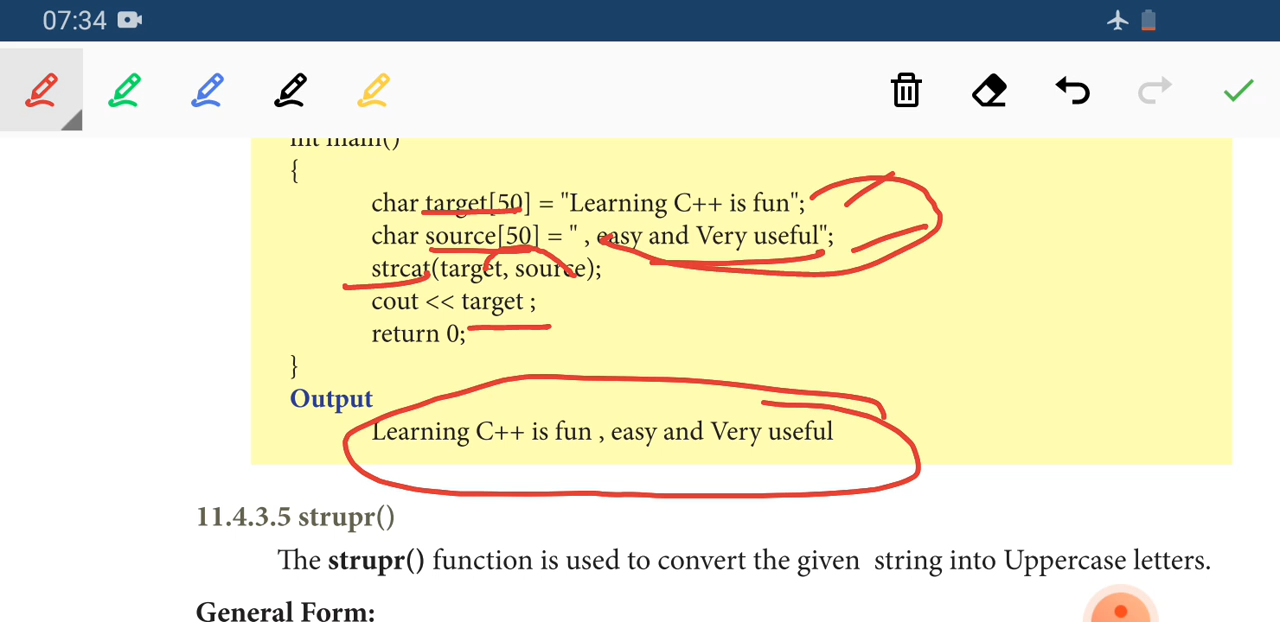 07:34
int main()
{
char target[50] = "Learning C++ is fun";
char source[50] = " , easy and Very useful";
strcat(target, source);
cout << target ;
return 0;
}
Output
Learning C++ is fun , easy and Very useful
11.4.3.5 strupr()
The strupr() function is used to convert the given string into Uppercase letters.
General Form: